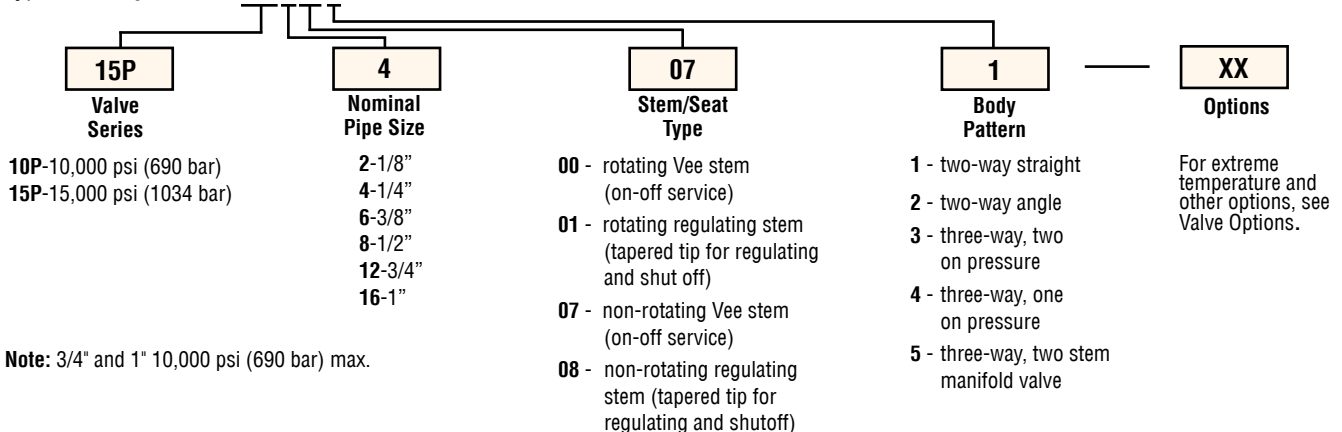 15P
Valve
Series
10P-10,000 psi (690 bar)
15P-15,000 psi (1034 bar)
4
Nominal
Pipe Size
2-1/8”
4-1/4”
6-3/8”
8-1/2”
12-3/4”
16-1”
07
Stem/Seat
Type
00 - rotating Vee stem
(on-off service)
01 - rotating regulating stem
(tapered tip for regulating
and shut off)
07 - non-rotating Vee stem
(on-off service)
08 - non-rotating regulating
stem (tapered tip for
regulating and shutoff)
1
Body
Pattern
1 - two-way straight
2 - two-way angle
3 - three-way, two
on pressure
4 - three-way, one
on pressure
5 - three-way, two stem
manifold valve
XX
Options
For extreme
temperature and
other options, see
Valve Options.
Note: 3/4" and 1" 10,000 psi (690 bar) max.